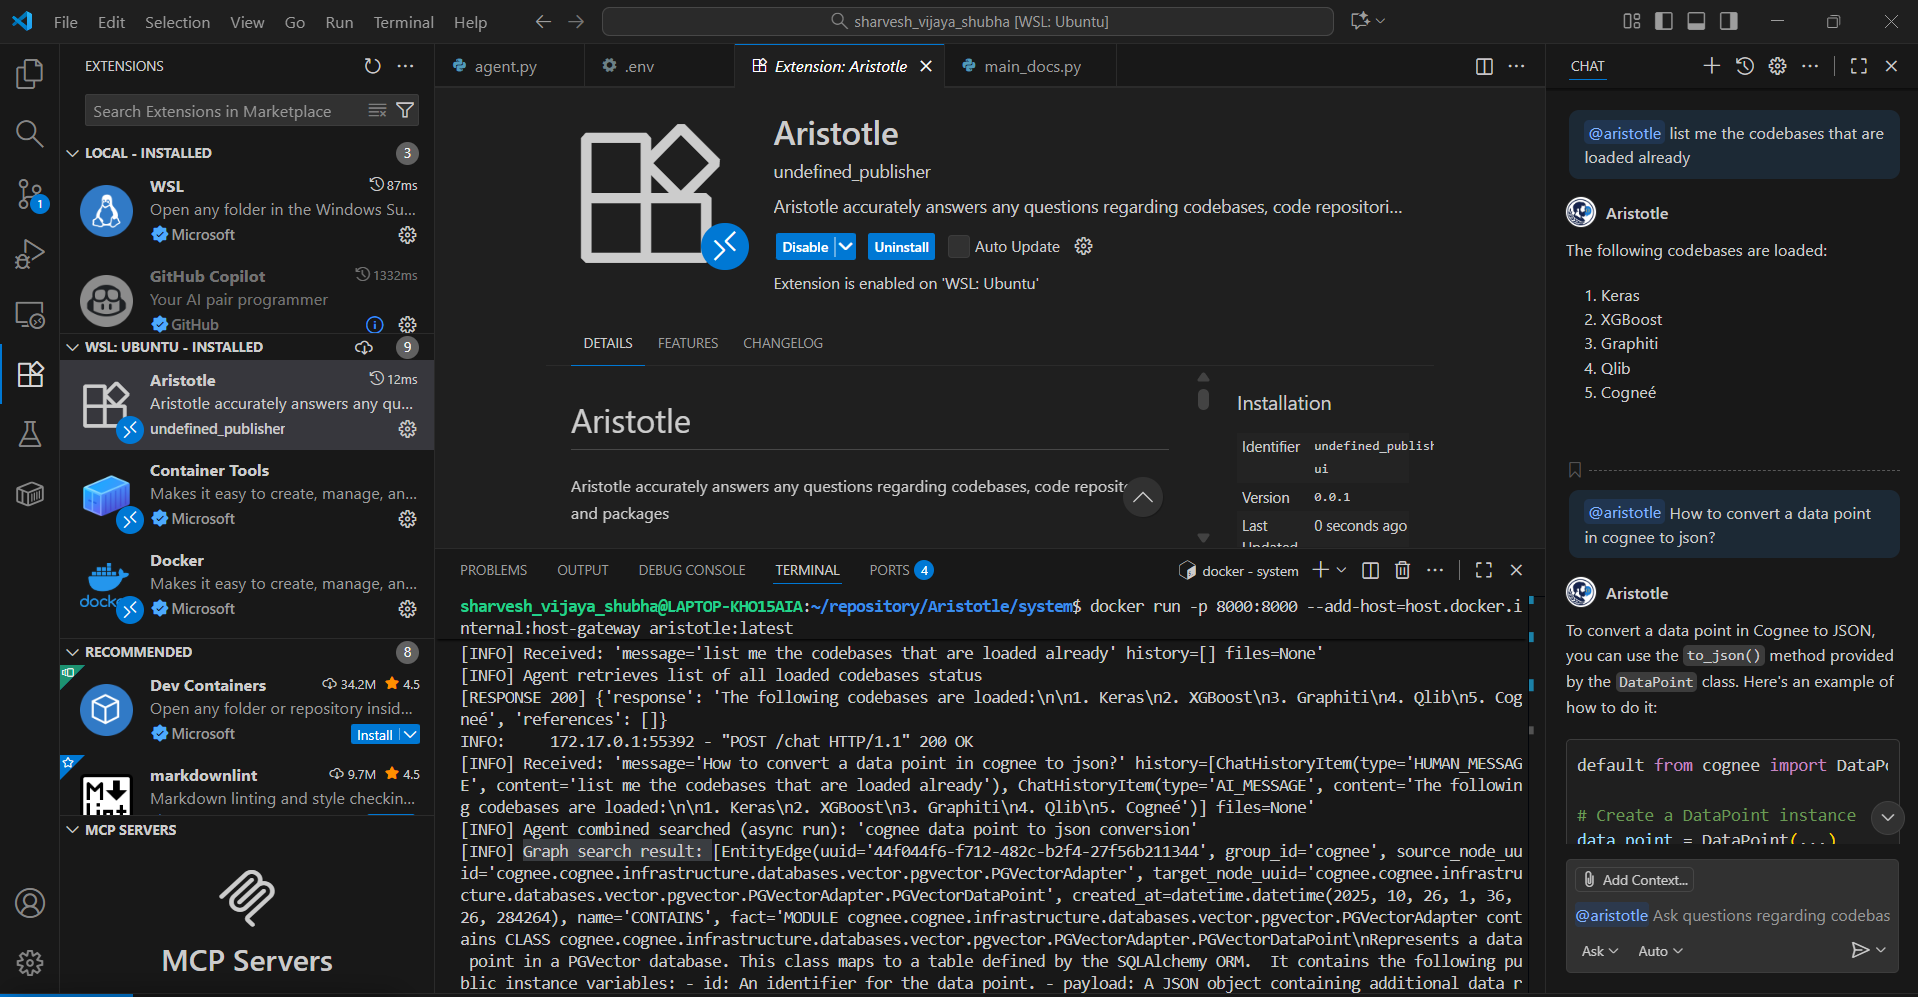 File Edit Selection View Go Run Terminal Help
sharvesh_vijaya_shubha [WSL: Ubuntu]
EXTENSIONS
Search Extensions in Marketplace
LOCAL - INSTALLED 3
WSL 87ms
Open any folder in the Windows Su...
Microsoft
GitHub Copilot 1332ms
Your AI pair programmer
GitHub
WSL: UBUNTU - INSTALLED 9
Aristotle 12ms
Aristotle accurately answers any qu...
undefined_publisher
Container Tools
Makes it easy to create, manage, an...
Microsoft
Docker
Makes it easy to create, manage, an...
Microsoft
RECOMMENDED 8
Dev Containers 34.2M 4.5
Open any folder or repository insid...
Microsoft Install
markdownlint 9.7M 4.5
Markdown linting and style checkin...
MCP SERVERS
MCP Servers
1
agent.py .env Extension: Aristotle main_docs.py
Aristotle
undefined_publisher
Aristotle accurately answers any questions regarding codebases, code repositori...
Disable Uninstall Auto Update
Extension is enabled on 'WSL: Ubuntu'
DETAILS FEATURES CHANGELOG
Aristotle
Aristotle accurately answers any questions regarding codebases, code reposito
and packages
Installation
Identifier undefined_publish
ui
Version 0.0.1
Last 0 seconds ago
Updated
PROBLEMS OUTPUT DEBUG CONSOLE TERMINAL PORTS 4
docker - system
sharvesh_vijaya_shubha@LAPTOP-KHO15AIA:~/repository/Aristotle/system$ docker run -p 8000:8000 --add-host=host.docker.i
nternal:host-gateway aristotle:latest
[INFO] Received: 'message='list me the codebases that are loaded already' history=[] files=None'
[INFO] Agent retrieves list of all loaded codebases status
[RESPONSE 200] {'response': 'The following codebases are loaded:\n\n1. Keras\n2. XGBoost\n3. Graphiti\n4. Qlib\n5. Cog
neé', 'references': []}
INFO: 172.17.0.1:55392 - "POST /chat HTTP/1.1" 200 OK
[INFO] Received: 'message='How to convert a data point in cognee to json?' history=[ChatHistoryItem(type='HUMAN_MESSAG
E', content='list me the codebases that are loaded already'), ChatHistoryItem(type='AI_MESSAGE', content='The followin
g codebases are loaded:\n\n1. Keras\n2. XGBoost\n3. Graphiti\n4. Qlib\n5. Cogneé')] files=None'
[INFO] Agent combined searched (async run): 'cognee data point to json conversion'
[INFO] Graph search result: [EntityEdge(uuid='44f044f6-f712-482c-b2f4-27f56b211344', group_id='cognee', source_node_uu
id='cognee.cognee.infrastructure.databases.vector.pgvector.PGVectorAdapter', target_node_uuid='cognee.cognee.infrastru
cture.databases.vector.pgvector.PGVectorAdapter.PGVectorDataPoint', created_at=datetime.datetime(2025, 10, 26, 1, 36,
26, 284264), name='CONTAINS', fact='MODULE cognee.cognee.infrastructure.databases.vector.pgvector.PGVectorAdapter cont
ains CLASS cognee.cognee.infrastructure.databases.vector.pgvector.PGVectorAdapter.PGVectorDataPoint\nRepresents a data
point in a PGVector database. This class maps to a table defined by the SQLAlchemy ORM.  It contains the following pu
blic instance variables: - id: An identifier for the data point. - payload: A JSON object containing additional data r
CHAT
@aristotle list me the codebases that are
loaded already
Aristotle
The following codebases are loaded:
1. Keras
2. XGBoost
3. Graphiti
4. Qlib
5. Cogneé
@aristotle How to convert a data point
in cognee to json?
Aristotle
To convert a data point in Cognee to JSON,
you can use the to_json() method provided
by the DataPoint class. Here's an example of
how to do it:
default from cognee import DataPo
# Create a DataPoint instance
data_point = DataPoint(...)
Add Context...
@aristotle Ask questions regarding codebas
Ask Auto